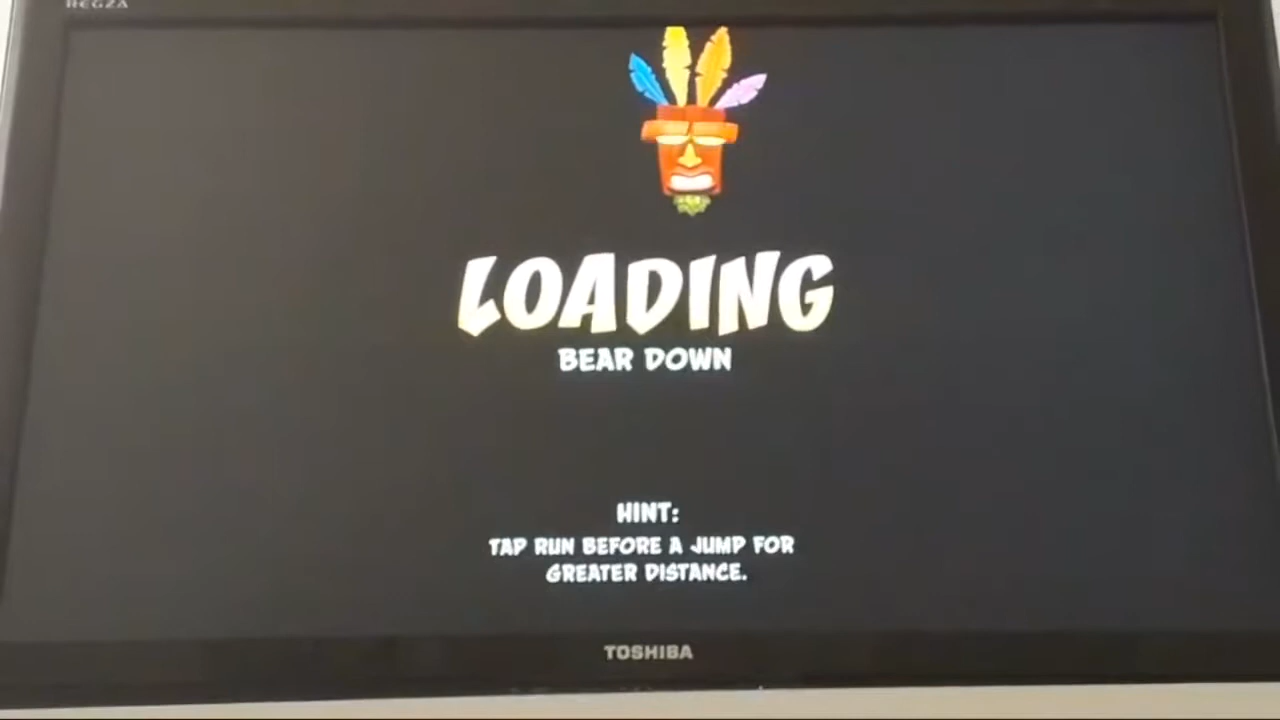 REGZA
LOADING
BEAR DOWN
HINT:
TAP RUN BEFORE A JUMP FOR
GREATER DISTANCE.
TOSHIBA